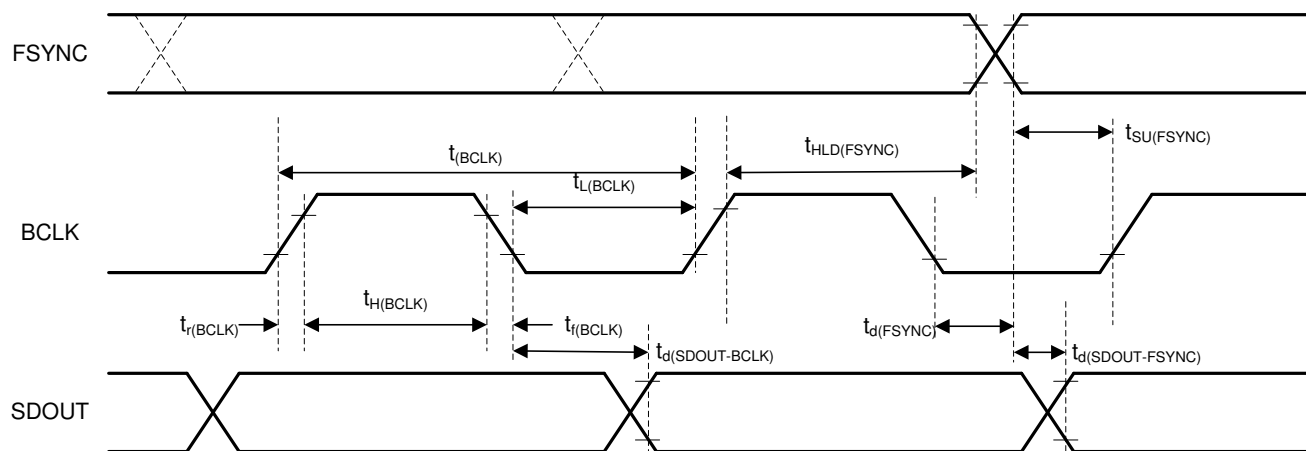 FSYNC
t(BCLK)
tHLD(FSYNC)
tSU(FSYNC)
tL(BCLK)
BCLK
tH(BCLK)
tr(BCLK)
tf(BCLK)
td(FSYNC)
td(SDOUT-BCLK)
td(SDOUT-FSYNC)
SDOUT